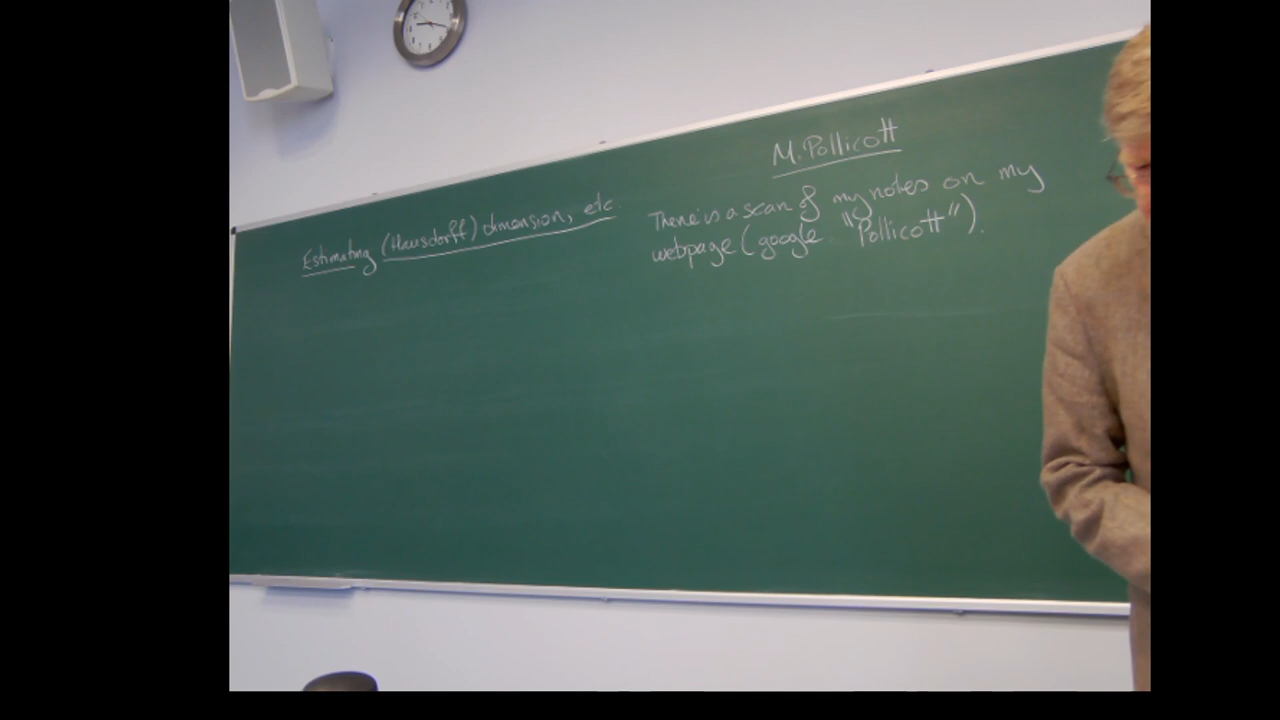 M. Pollicott
Estimating (Hausdorff) dimension, etc.
There is a scan of my notes on my
webpage (google "Pollicott").